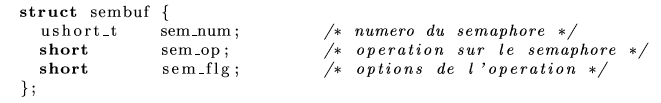 struct sembuf {
ushort_t sem_num; /* numero du semaphore */
short sem_op; /* operation sur le semaphore */
short sem_flg; /* options de l'operation */
};